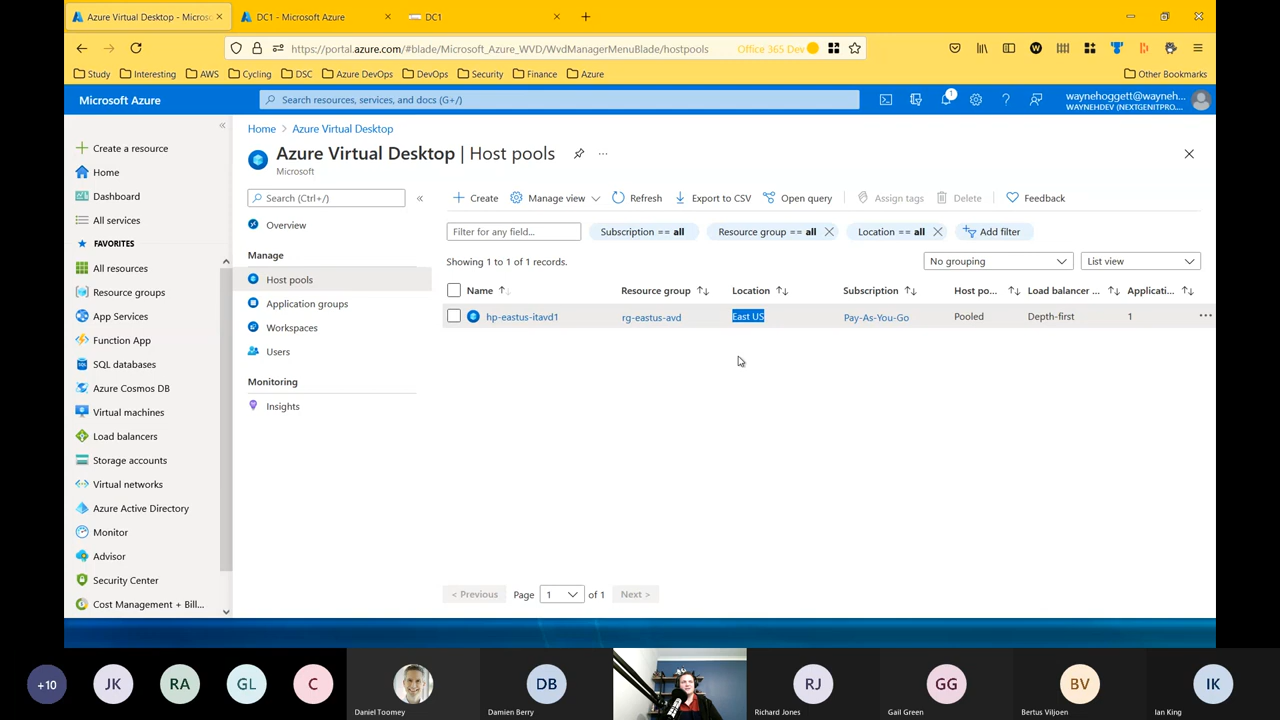 Azure Virtual Desktop - Micros
DC1 - Microsoft Azure
DC1
https://portal.azure.com/#blade/Microsoft_Azure_WVD/WvdManagerMenuBlade/hostpools
Office 365 Dev
Study
Interesting
AWS
Cycling
DSC
Azure DevOps
DevOps
Security
Finance
Azure
Other Bookmarks
Microsoft Azure
Search resources, services, and docs (G+/)
1
waynehoggett@wayneh...
WAYNEHDEV (NEXTGENITPRO....
Create a resource
Home
Dashboard
All services
FAVORITES
All resources
Resource groups
App Services
Function App
SQL databases
Azure Cosmos DB
Virtual machines
Load balancers
Storage accounts
Virtual networks
Azure Active Directory
Monitor
Advisor
Security Center
Cost Management + Bill...
Home > Azure Virtual Desktop
Azure Virtual Desktop | Host pools
Microsoft
Search (Ctrl+/)
Overview
Manage
Host pools
Application groups
Workspaces
Users
Monitoring
Insights
Create
Manage view
Refresh
Export to CSV
Open query
Assign tags
Delete
Feedback
Filter for any field...
Subscription == all
Resource group == all
Location == all
Add filter
Showing 1 to 1 of 1 records.
No grouping
List view
Name
Resource group
Location
Subscription
Host po...
Load balancer ...
Applicati...
hp-eastus-itavd1
rg-eastus-avd
East US
Pay-As-You-Go
Pooled
Depth-first
1
< Previous
Page
1
of 1
Next >
+10
JK
RA
GL
C
Daniel Toomey
DB
Damien Berry
RJ
Richard Jones
GG
Gail Green
BV
Bertus Viljoen
IK
Ian King